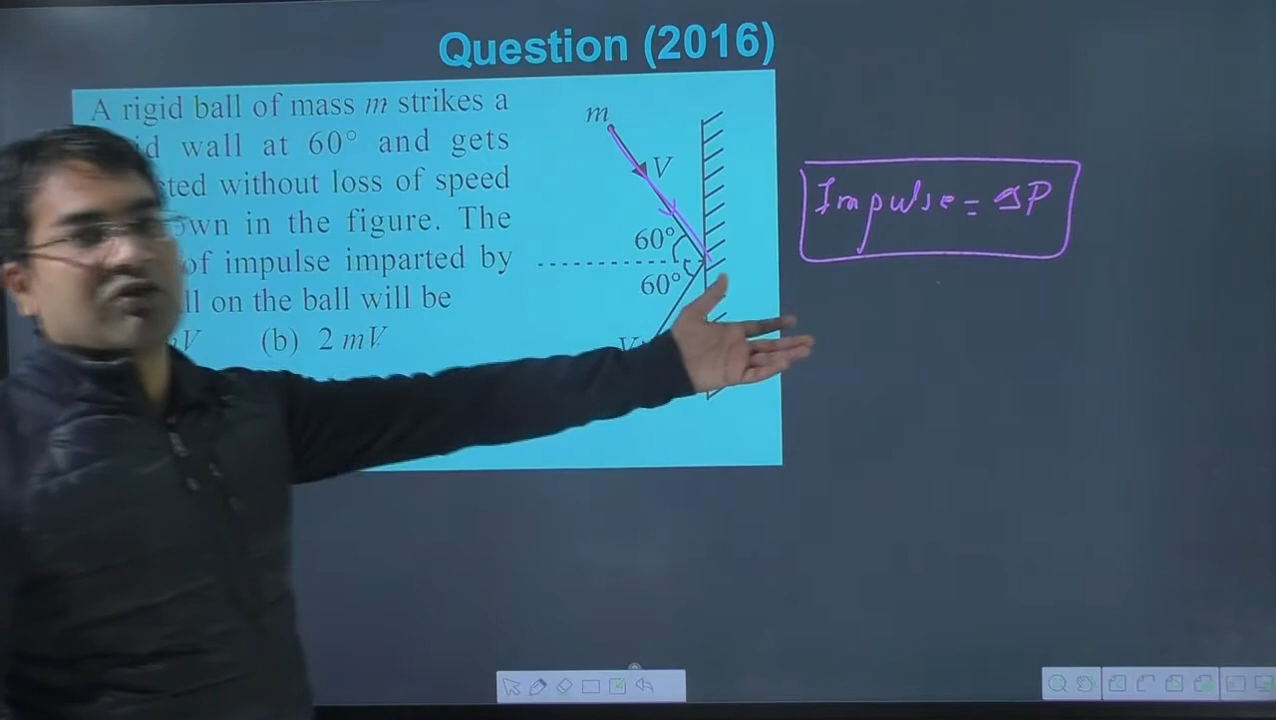 Question (2016)
A rigid ball of mass m strikes a
wall at 60° and gets
without loss of speed
in the figure. The
of impulse imparted by
on the ball will be
(b) 2 mV
m
V
60°
60°
V
Impulse = ΔP